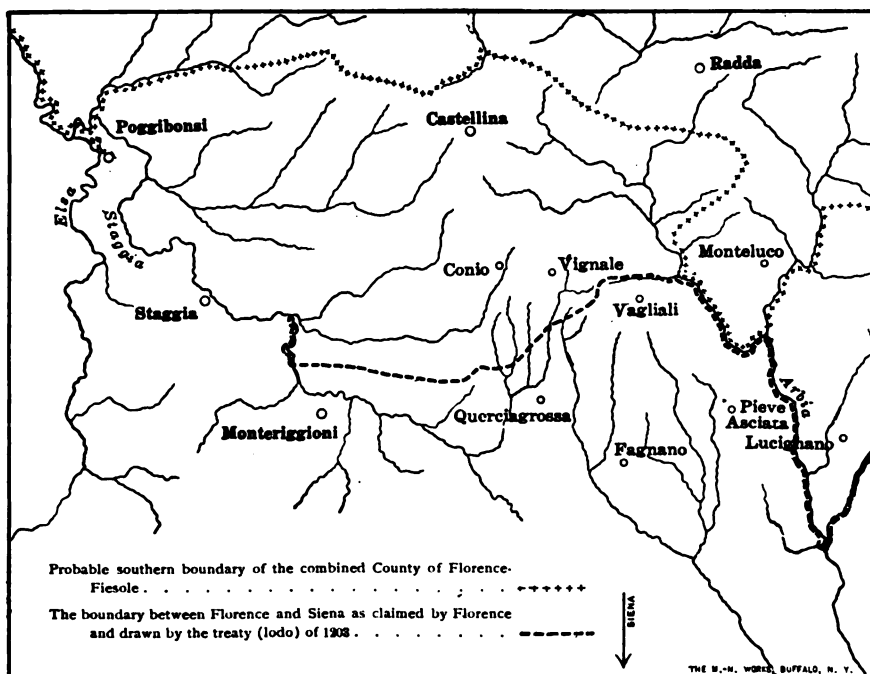 Radda
Poggibonsi
Castellina
Elsa
Staggia
Conio
Vignale
Monteluco
Staggia
Vagliali
Arbia
Monteriggioni
Querciagrossa
Pieve
Asciata
Lucignano
Fagnano
Probable southern boundary of the combined County of Florence-
Fiesole . . . . . . . . . . . . . . . .
The boundary between Florence and Siena as claimed by Florence
and drawn by the treaty (lodo) of 1203 . . . . . . .
SIENA
THE M.-N. WORKS, BUFFALO, N. Y.